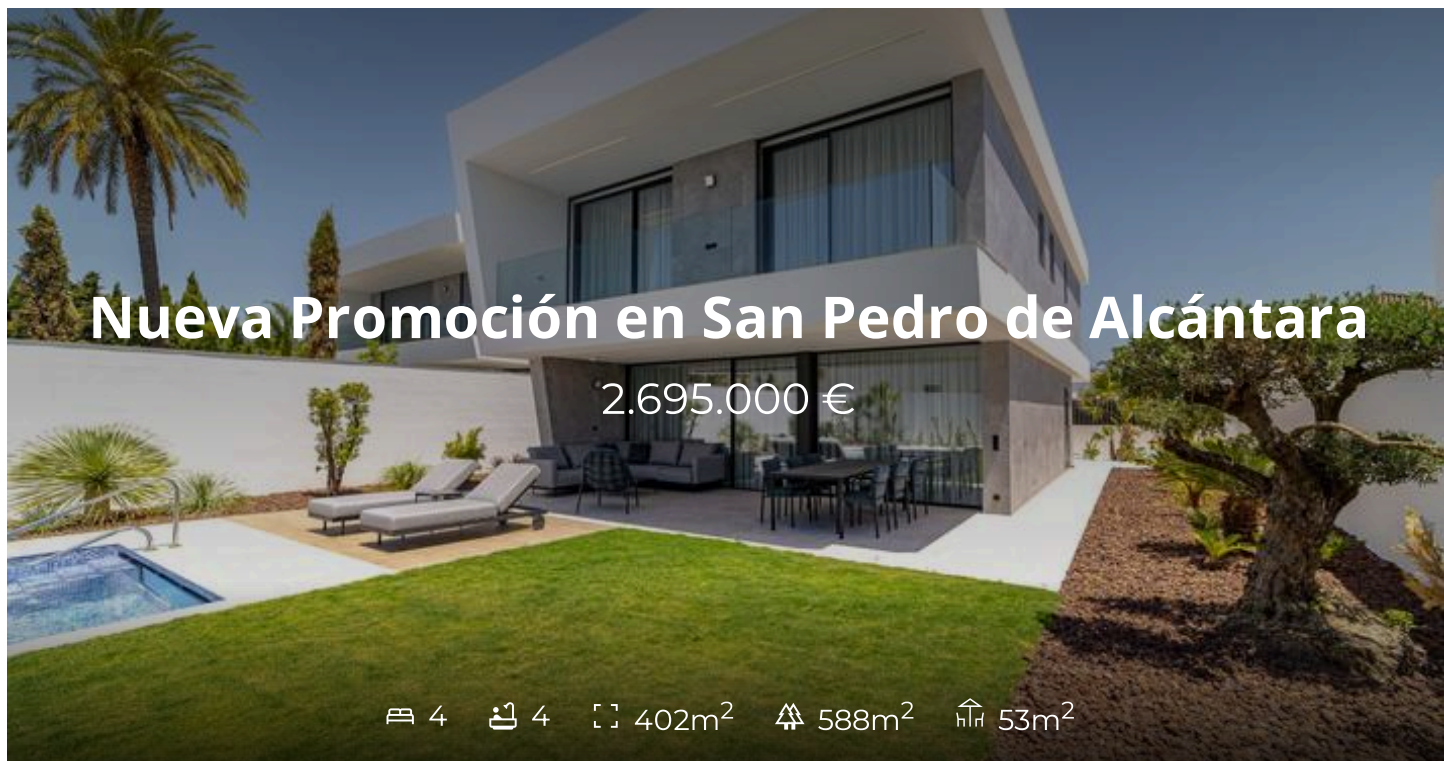 Nueva Promoción en San Pedro de Alcántara
2.695.000 €
4 4 402m² 588m² 53m²